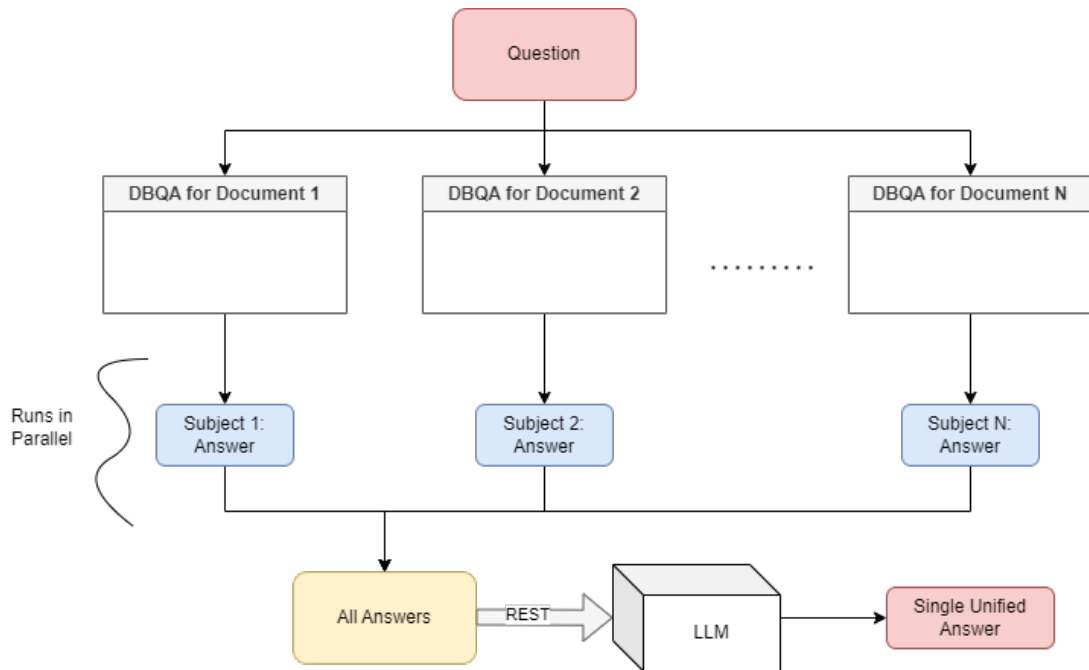 Question
DBQA for Document 1
DBQA for Document 2
DBQA for Document N
.........
Runs in
Parallel
Subject 1:
Answer
Subject 2:
Answer
Subject N:
Answer
All Answers
REST
LLM
Single Unified
Answer